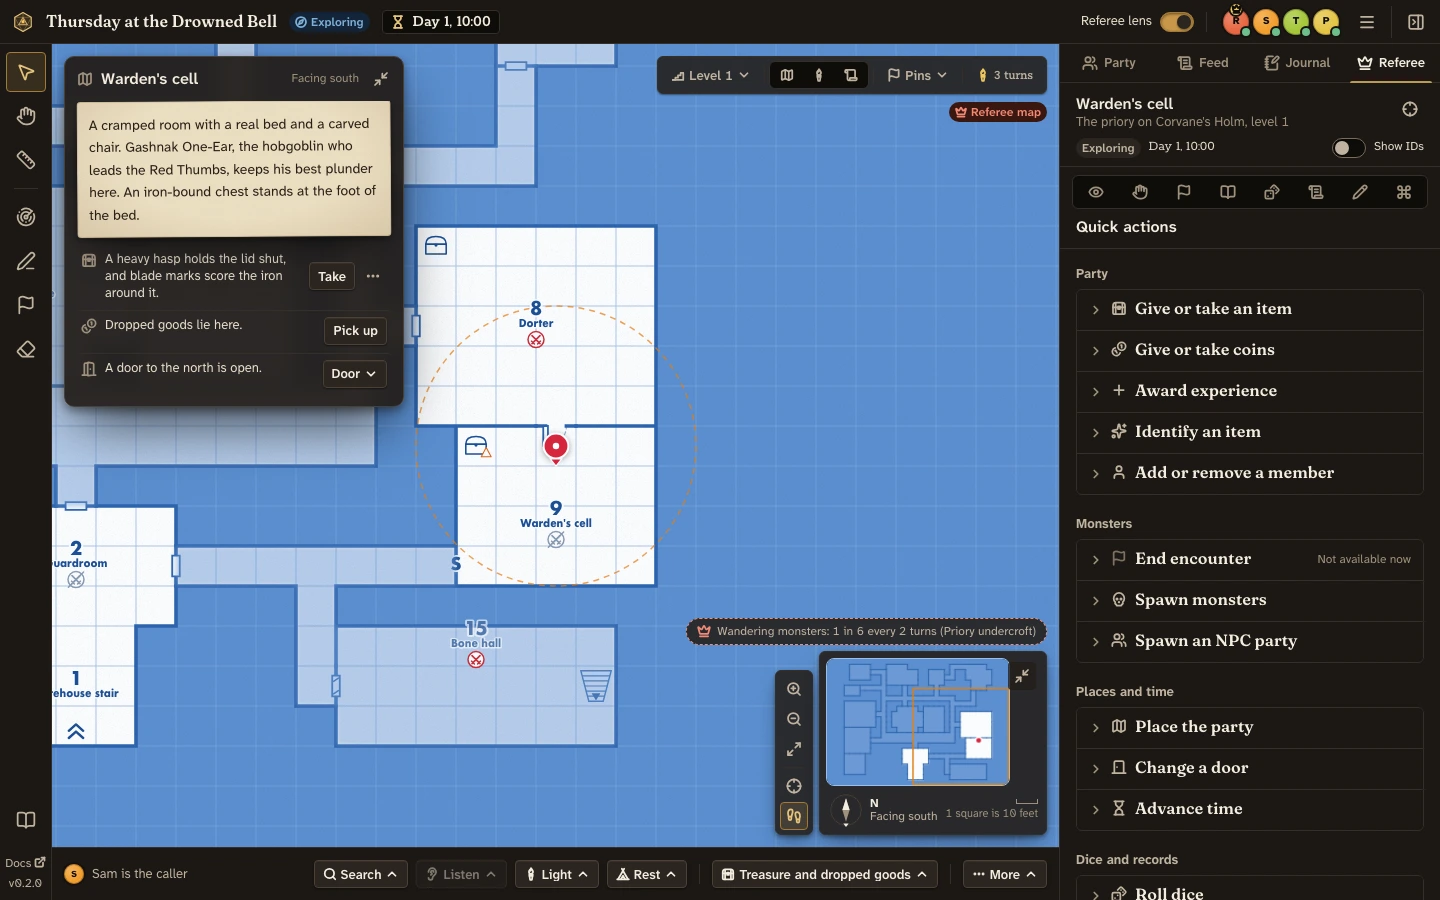 Thursday at the Drowned Bell
Exploring
Day 1, 10:00
Referee lens
R
S
T
P
Warden's cell
Facing south
A cramped room with a real bed and a carved
chair. Gashnak One-Ear, the hobgoblin who
leads the Red Thumbs, keeps his best plunder
here. An iron-bound chest stands at the foot of
the bed.
A heavy hasp holds the lid shut,
and blade marks score the iron
around it.
Take
Dropped goods lie here.
Pick up
A door to the north is open.
Door
Level 1
Pins
3 turns
Referee map
8
Dorter
9
Warden's cell
S
2
uardroom
15
Bone hall
1
ehouse stair
Wandering monsters: 1 in 6 every 2 turns (Priory undercroft)
N
Facing south
1 square is 10 feet
Docs
v0.2.0
Sam is the caller
S
Search
Listen
Light
Rest
Treasure and dropped goods
More
Party
Feed
Journal
Referee
Warden's cell
The priory on Corvane's Holm, level 1
Exploring
Day 1, 10:00
Show IDs
Quick actions
Party
Give or take an item
Give or take coins
Award experience
Identify an item
Add or remove a member
Monsters
End encounter
Not available now
Spawn monsters
Spawn an NPC party
Places and time
Place the party
Change a door
Advance time
Dice and records
Roll dice